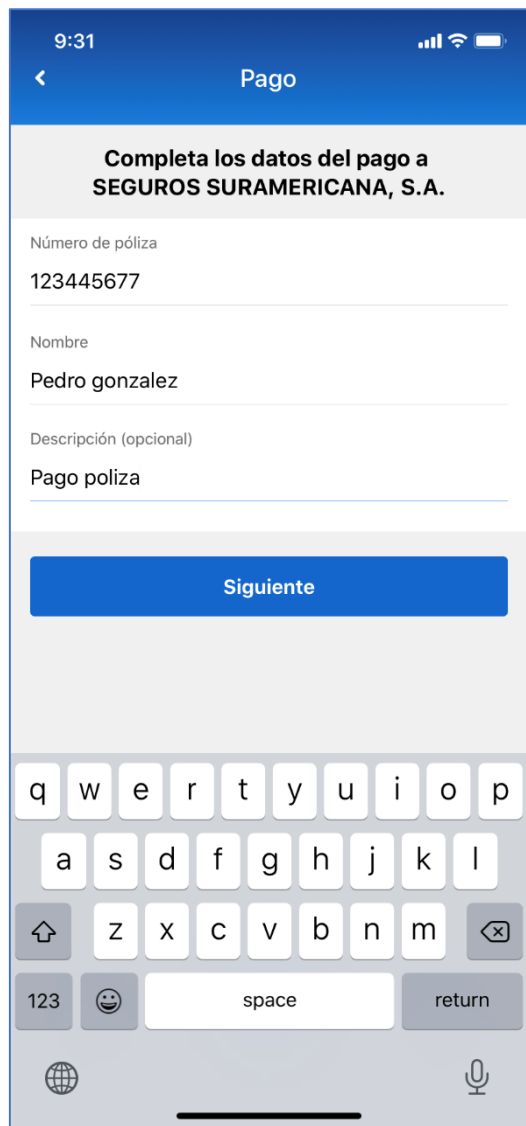 9:31
Pago
Completa los datos del pago a
SEGUROS SURAMERICANA, S.A.
Número de póliza
123445677
Nombre
Pedro gonzalez
Descripción (opcional)
Pago poliza
Siguiente
q w e r t y u i o p
a s d f g h j k l
z x c v b n m
123 space return